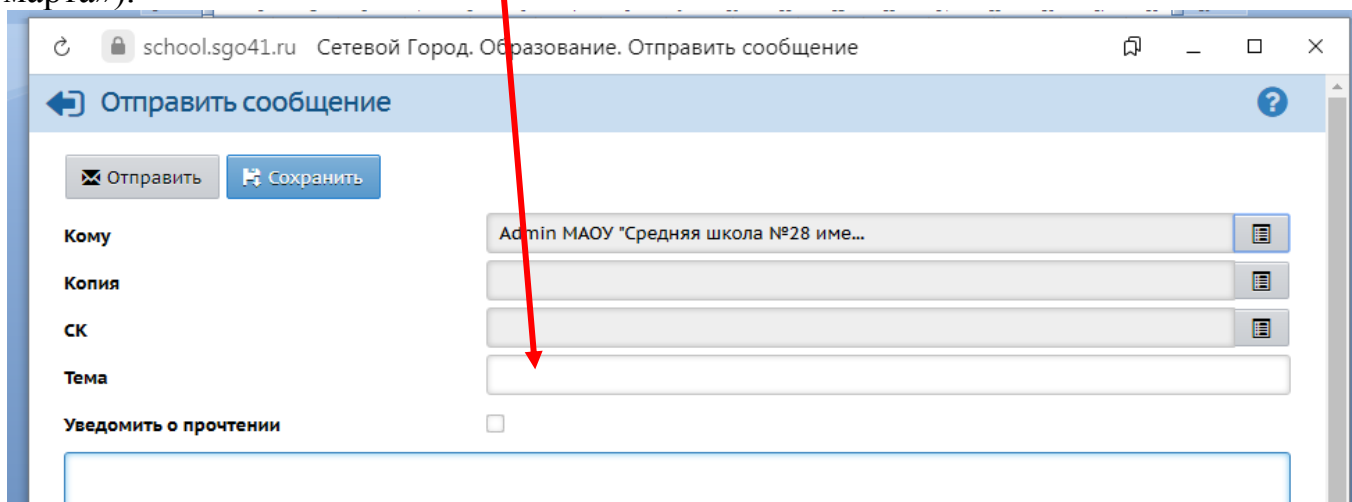 марта»).
school.sgo41.ru Сетевой Город. Образование. Отправить сообщение
Отправить сообщение
?
Отправить Сохранить
Кому Admin МАОУ "Средняя школа №28 име...
Копия
СК
Тема
Уведомить о прочтении